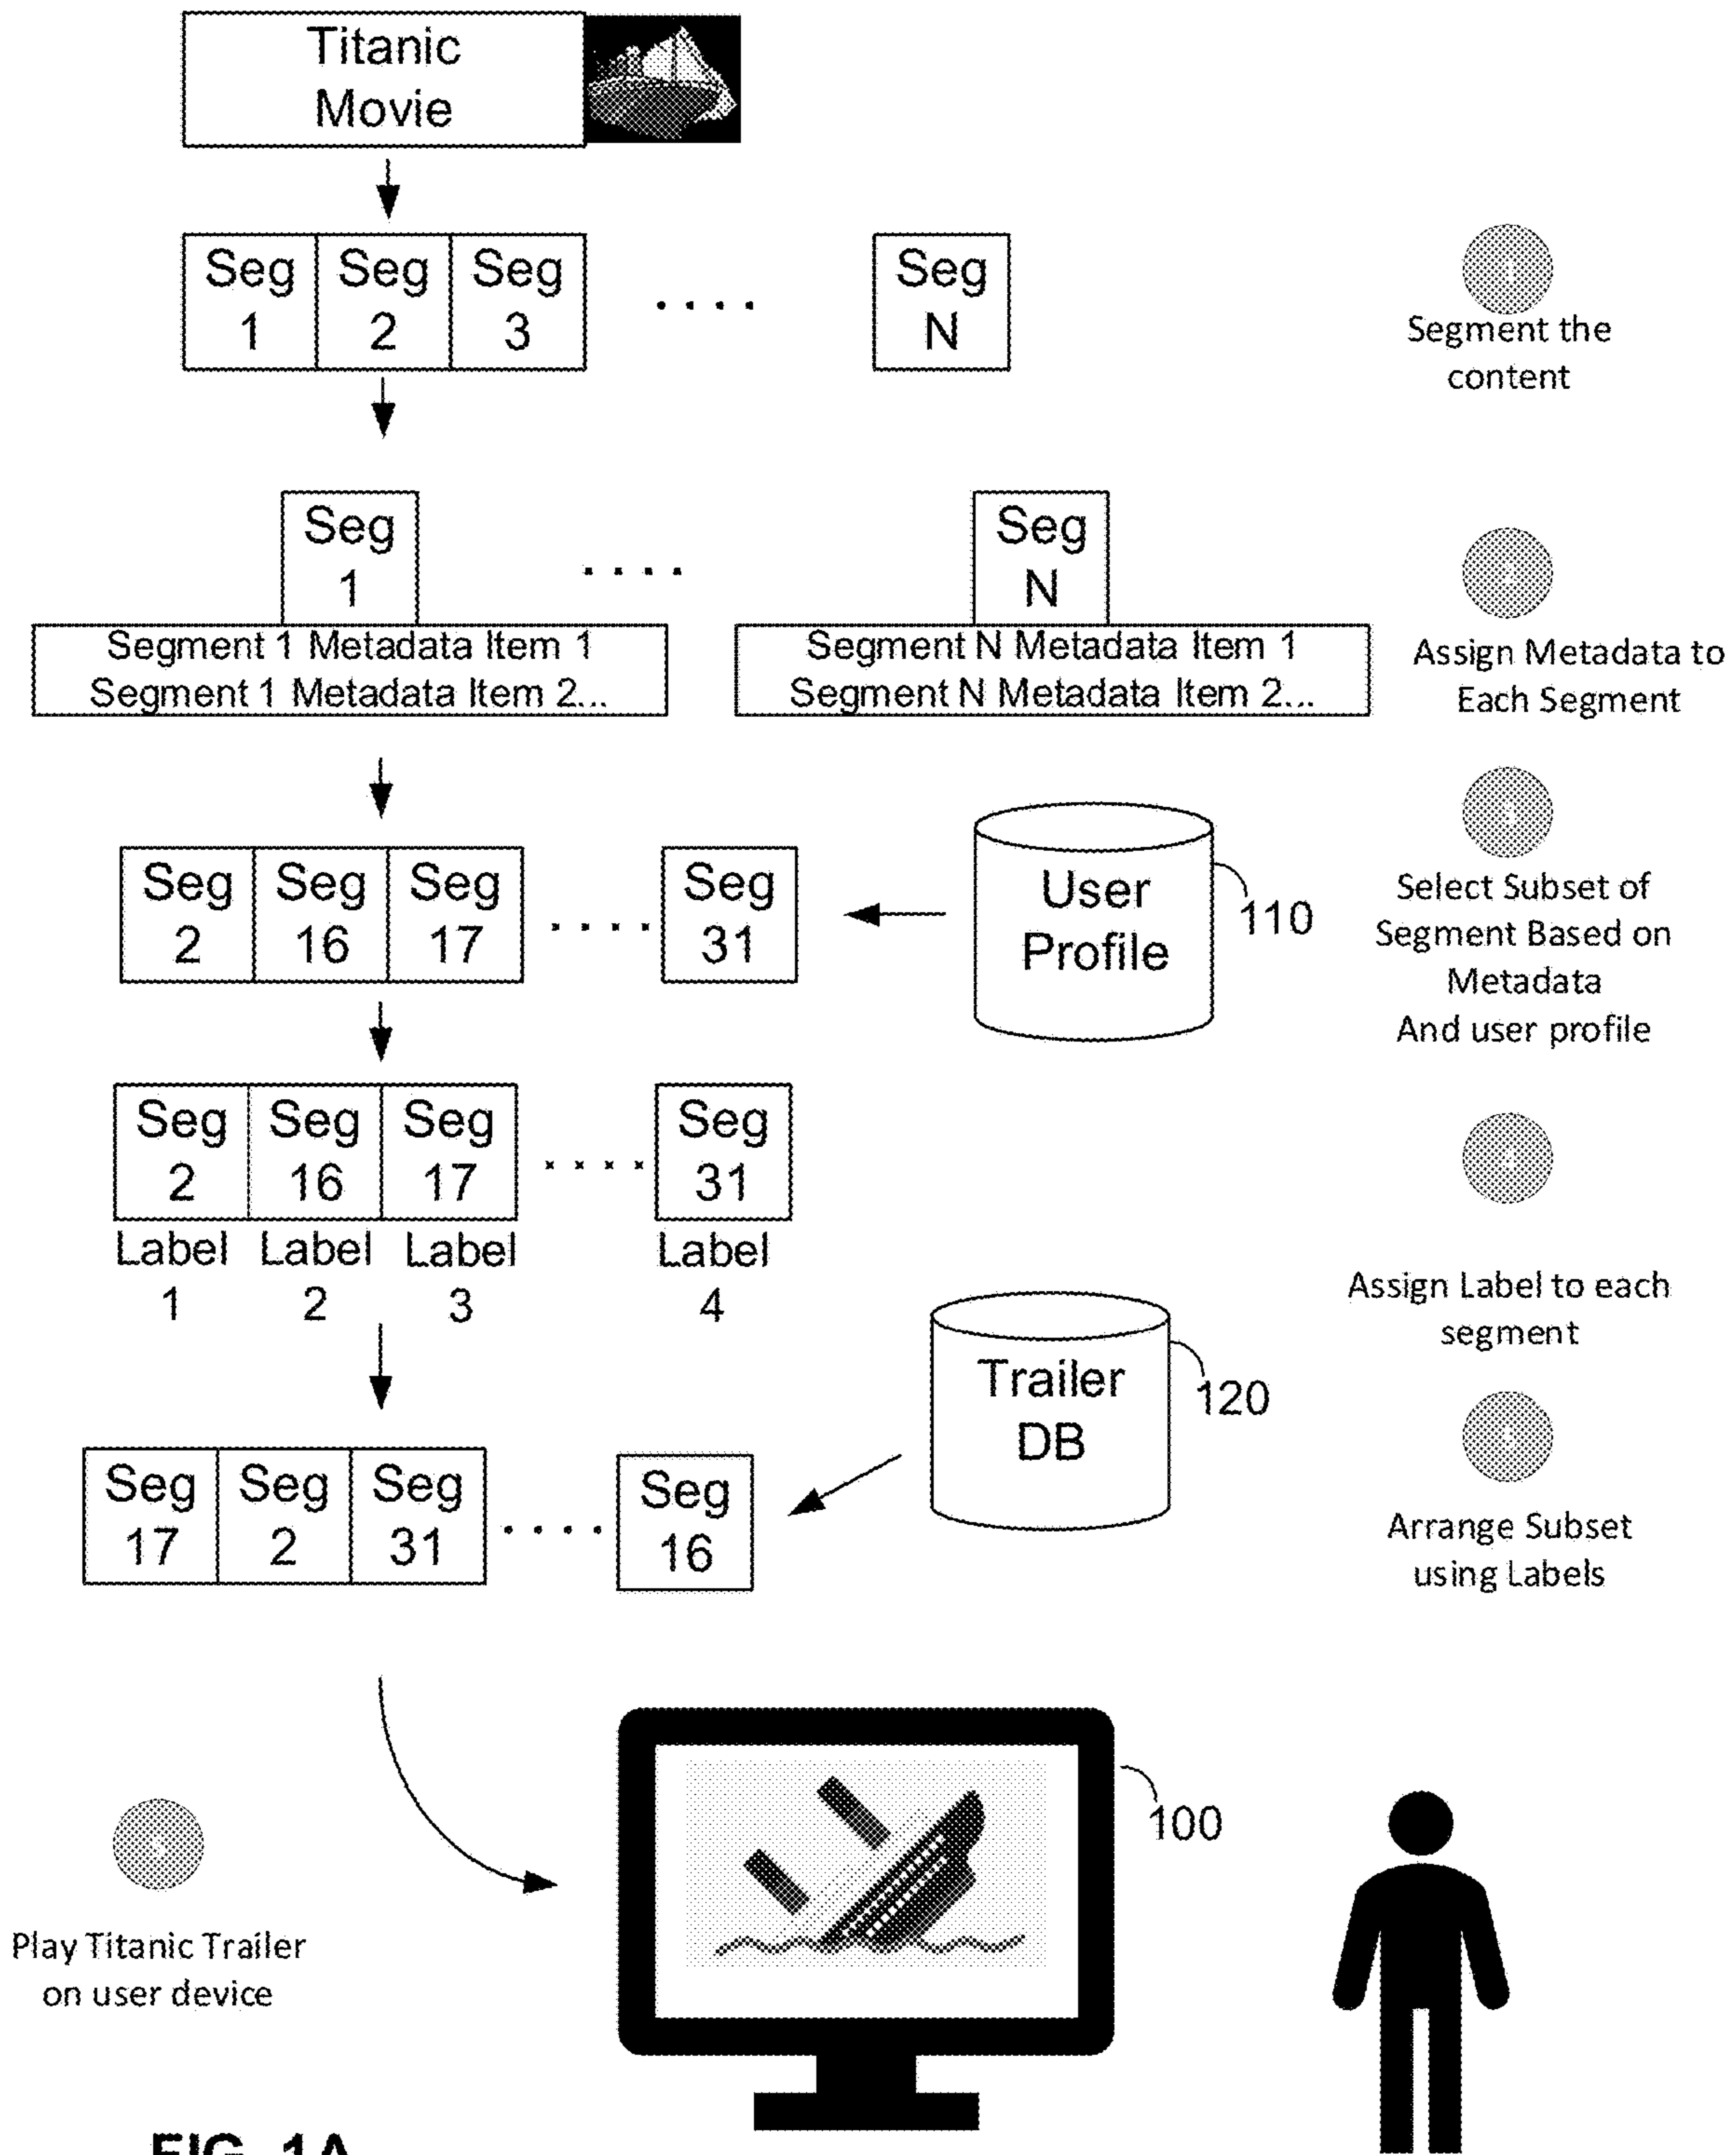 Titanic
Movie
Seg 1
Seg 2
Seg 3
....
Seg N
Segment the
content
Seg 1
....
Seg N
Segment 1 Metadata Item 1
Segment 1 Metadata Item 2...
Segment N Metadata Item 1
Segment N Metadata Item 2...
Assign Metadata to
Each Segment
Seg 2
Seg 16
Seg 17
....
Seg 31
User
Profile
110
Select Subset of
Segment Based on
Metadata
And user profile
Seg 2
Seg 16
Seg 17
....
Seg 31
Label 1
Label 2
Label 3
Label 4
Assign Label to each
segment
Trailer
DB
120
Seg 17
Seg 2
Seg 31
....
Seg 16
Arrange Subset
using Labels
100
Play Titanic Trailer
on user device
FIG. 1A